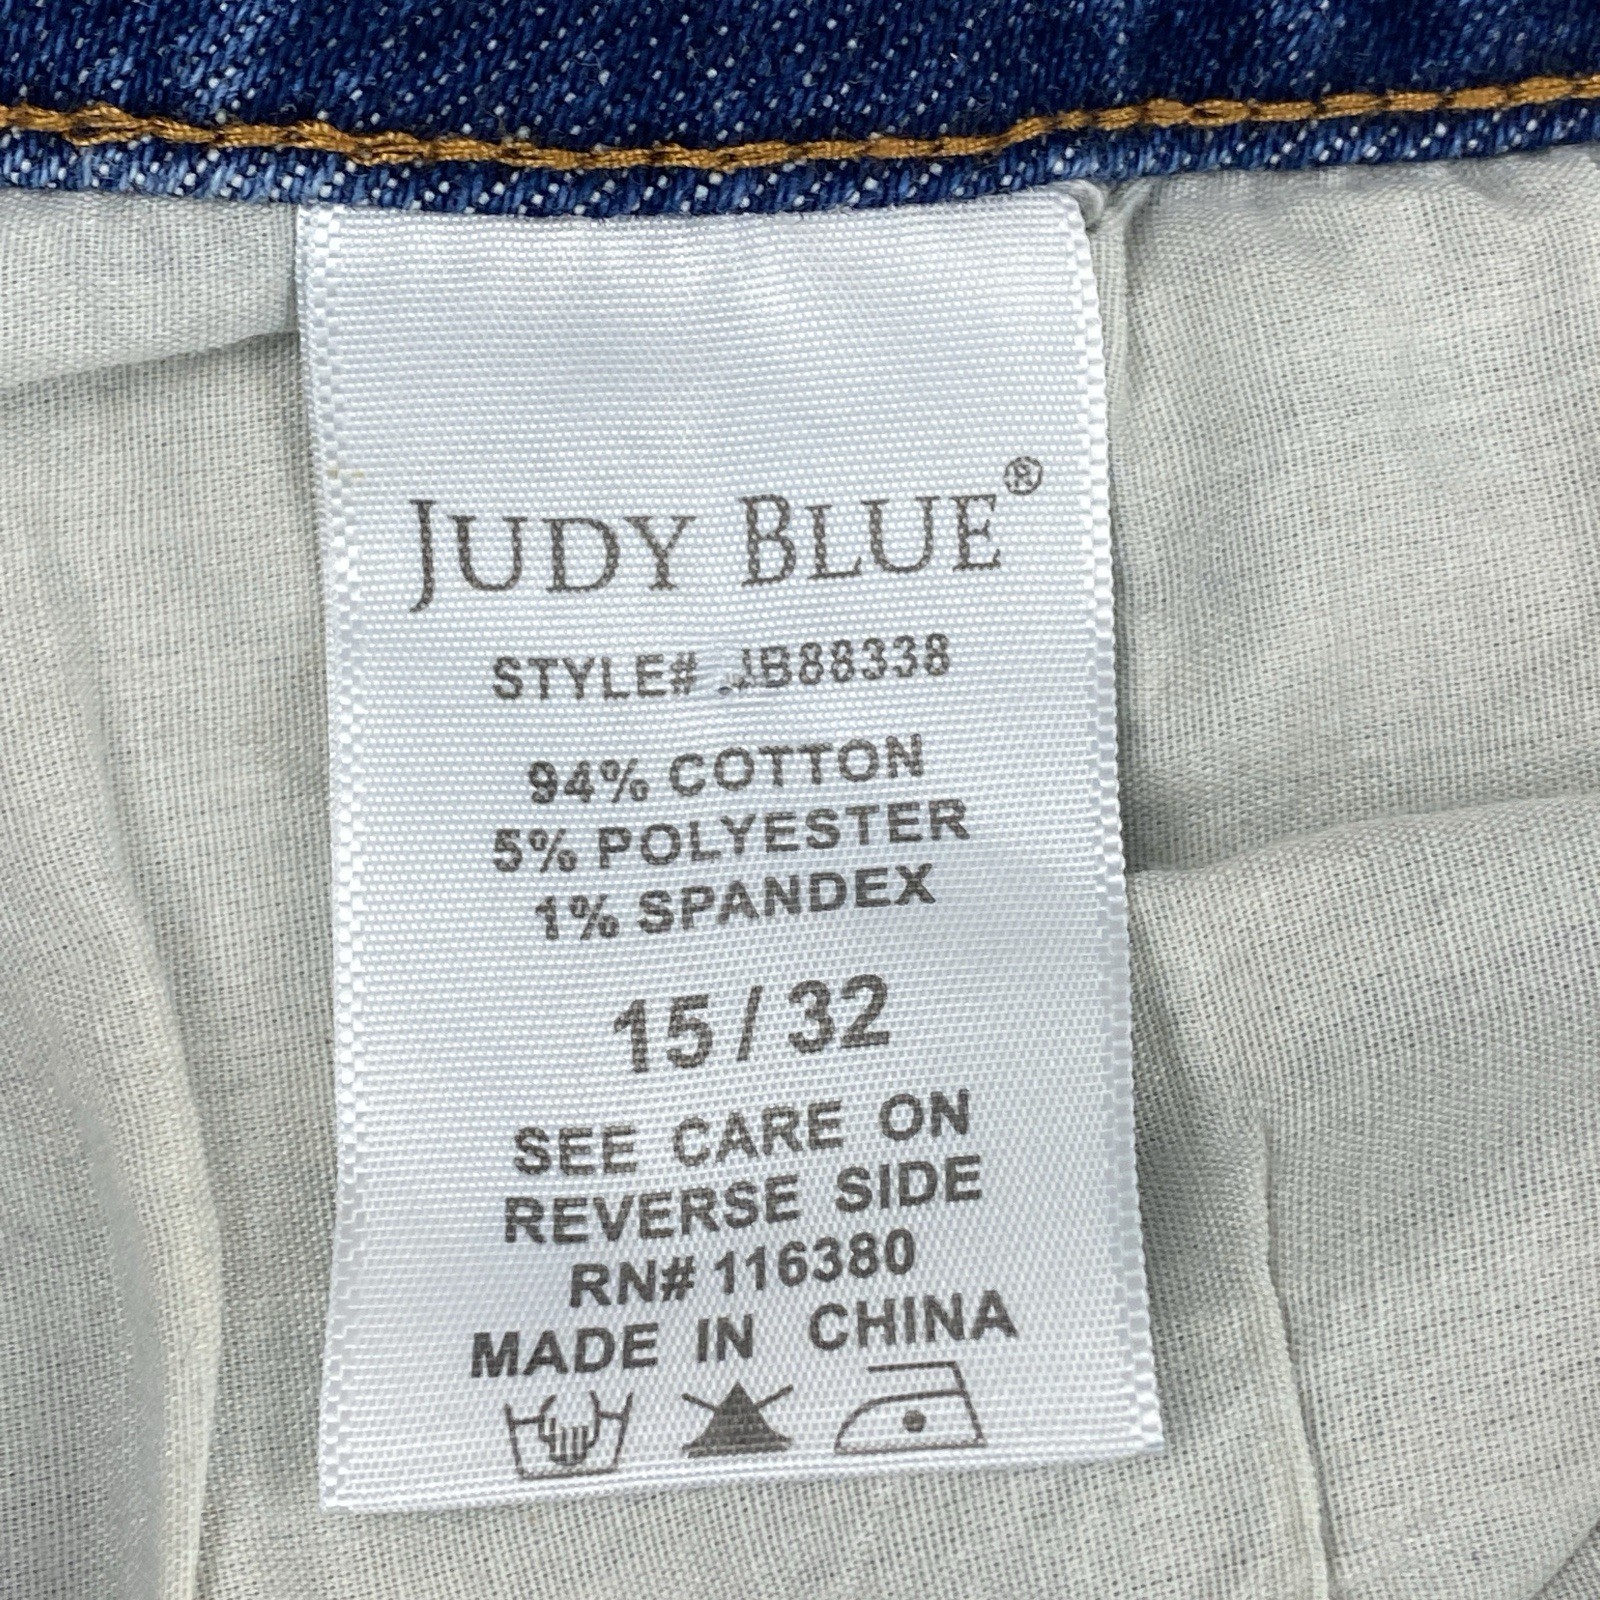 JUDY BLUE®
STYLE# JB88338
94% COTTON
5% POLYESTER
1% SPANDEX
15 / 32
SEE CARE ON
REVERSE SIDE
RN# 116380
MADE IN CHINA